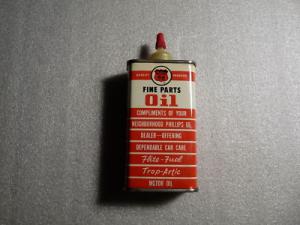 FINE PARTS
Oil
COMPLIMENTS OF YOUR
NEIGHBORHOOD PHILLIPS 66
DEALER - OFFERING
DEPENDABLE CAR CARE
Flite-Fuel
Trop-Artic
MOTOR OIL